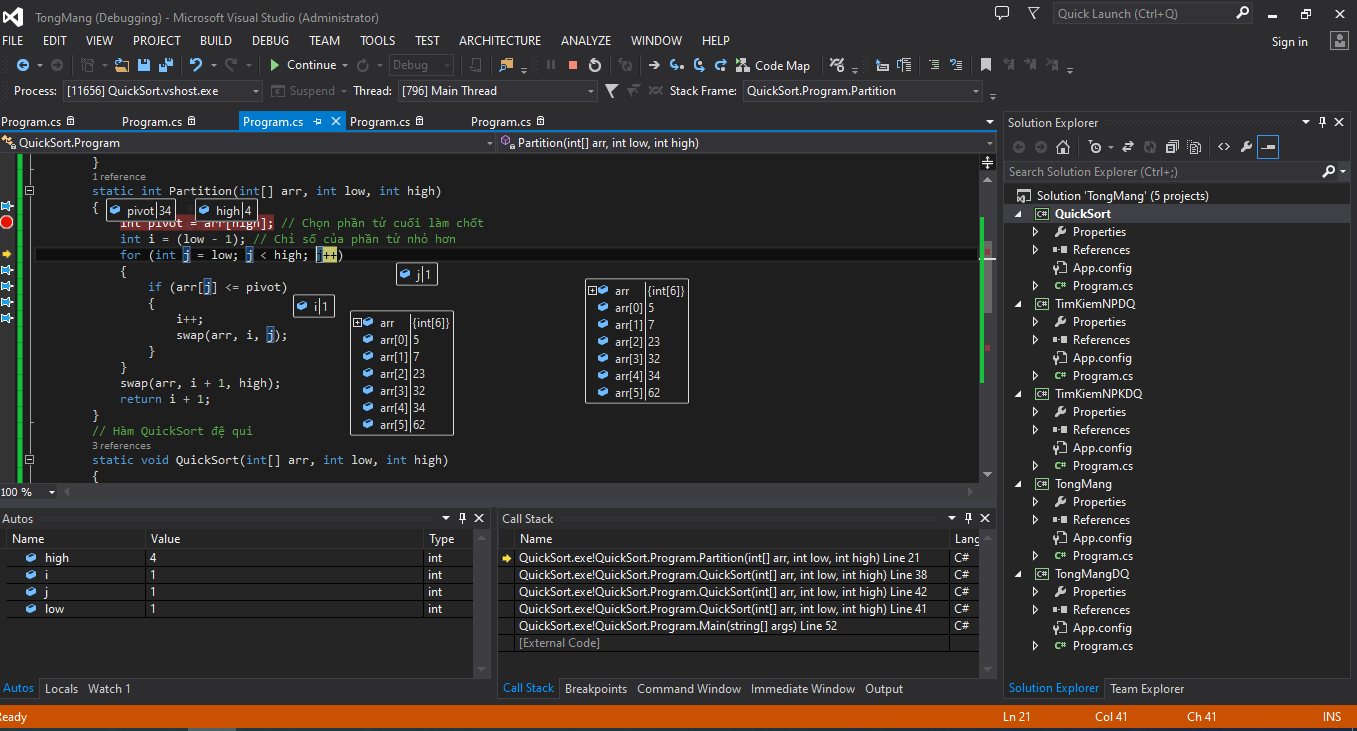 TongMang (Debugging) - Microsoft Visual Studio (Administrator)
Quick Launch (Ctrl+Q)
FILE EDIT VIEW PROJECT BUILD DEBUG TEAM TOOLS TEST ARCHITECTURE ANALYZE WINDOW HELP
Sign in
Continue Debug Code Map
Process: [11656] QuickSort.vshost.exe Suspend Thread: [796] Main Thread Stack Frame: QuickSort.Program.Partition
Program.cs Program.cs Program.cs Program.cs Program.cs
QuickSort.Program Partition(int[] arr, int low, int high)
}
1 reference
static int Partition(int[] arr, int low, int high)
{
pivot 34
high 4
int pivot = arr[high]; // Chọn phần tử cuối làm chốt
int i = (low - 1); // Chỉ số của phần tử nhỏ hơn
for (int j = low; j < high; j++)
{
j 1
if (arr[j] <= pivot)
{
i 1
i++;
swap(arr, i, j);
}
}
swap(arr, i + 1, high);
return i + 1;
}
// Hàm QuickSort đệ qui
3 references
static void QuickSort(int[] arr, int low, int high)
{
arr {int[6]}
arr[0] 5
arr[1] 7
arr[2] 23
arr[3] 32
arr[4] 34
arr[5] 62
arr {int[6]}
arr[0] 5
arr[1] 7
arr[2] 23
arr[3] 32
arr[4] 34
arr[5] 62
100 %
Autos
Name Value Type
high 4 int
i 1 int
j 1 int
low 1 int
Autos Locals Watch 1
Call Stack
Name Lang
QuickSort.exe!QuickSort.Program.Partition(int[] arr, int low, int high) Line 21 C#
QuickSort.exe!QuickSort.Program.QuickSort(int[] arr, int low, int high) Line 38 C#
QuickSort.exe!QuickSort.Program.QuickSort(int[] arr, int low, int high) Line 42 C#
QuickSort.exe!QuickSort.Program.QuickSort(int[] arr, int low, int high) Line 41 C#
QuickSort.exe!QuickSort.Program.Main(string[] args) Line 52 C#
[External Code]
Call Stack Breakpoints Command Window Immediate Window Output
Solution Explorer
Search Solution Explorer (Ctrl+;)
Solution 'TongMang' (5 projects)
C# QuickSort
Properties
References
App.config
C# Program.cs
C# TimKiemNPDQ
Properties
References
App.config
C# Program.cs
C# TimKiemNPKDQ
Properties
References
App.config
C# Program.cs
C# TongMang
Properties
References
App.config
C# Program.cs
C# TongMangDQ
Properties
References
App.config
C# Program.cs
Solution Explorer Team Explorer
Ready Ln 21 Col 41 Ch 41 INS